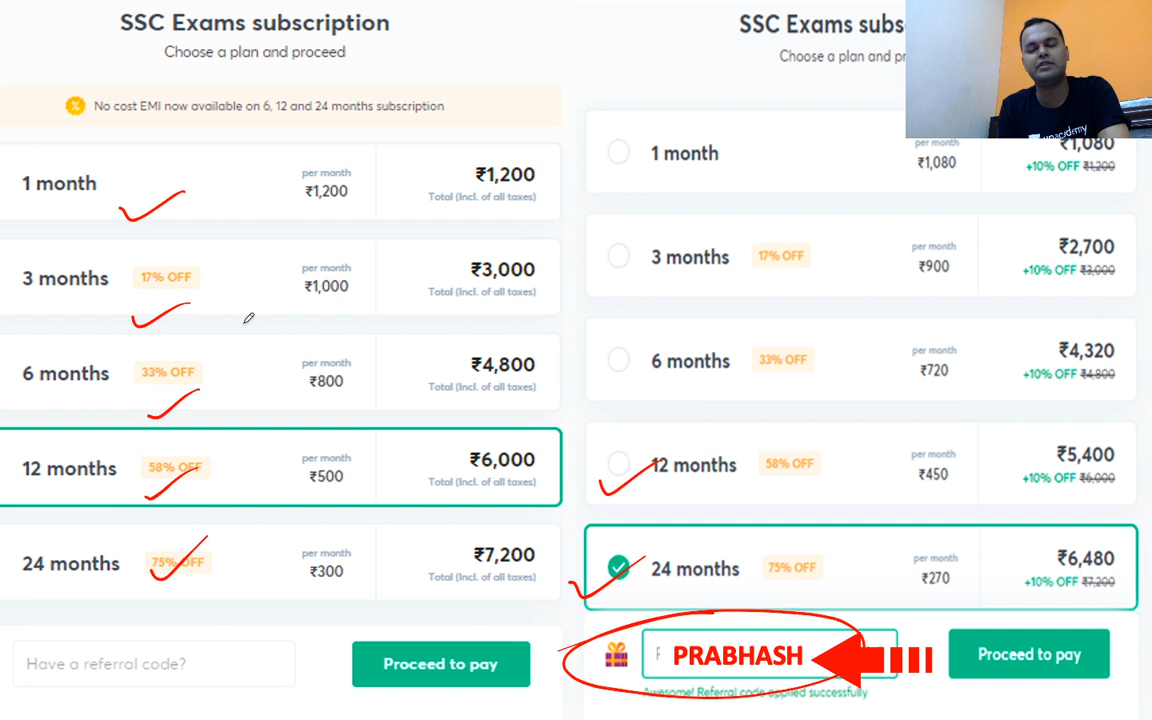 SSC Exams subscription
Choose a plan and proceed
No cost EMI now available on 6, 12 and 24 months subscription
1 month
per month
₹1,200
₹1,200
Total (Incl. of all taxes)
3 months
17% OFF
per month
₹1,000
₹3,000
Total (Incl. of all taxes)
6 months
33% OFF
per month
₹800
₹4,800
Total (Incl. of all taxes)
12 months
58% OFF
per month
₹500
₹6,000
Total (Incl. of all taxes)
24 months
75% OFF
per month
₹300
₹7,200
Total (Incl. of all taxes)
Have a referral code?
Proceed to pay
SSC Exams subs
Choose a plan and pr
1 month
per month
₹1,080
₹1,080
+10% OFF ₹1,200
3 months
17% OFF
per month
₹900
₹2,700
+10% OFF ₹3,000
6 months
33% OFF
per month
₹720
₹4,320
+10% OFF ₹4,800
12 months
58% OFF
per month
₹450
₹5,400
+10% OFF ₹6,000
24 months
75% OFF
per month
₹270
₹6,480
+10% OFF ₹7,200
PRABHASH
Proceed to pay
Awesome! Referral code applied successfully